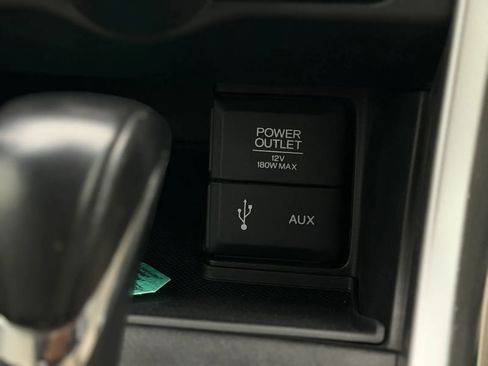 POWER
OUTLET
12V
180W MAX
AUX